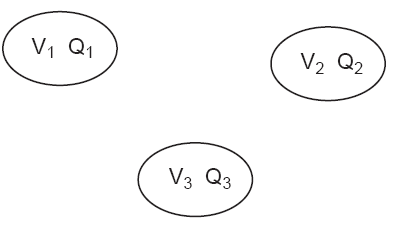 V₁ Q₁
V₂ Q₂
V₃ Q₃